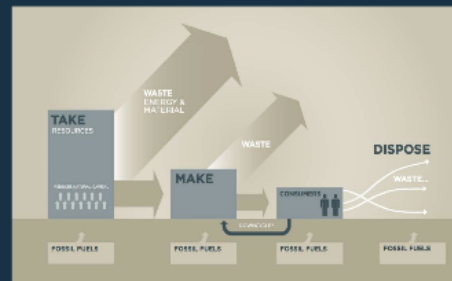 TAKE
RESOURCES
WASTE
ENERGY &
MATERIAL
WASTE
MAKE
CONSUMERS
DISPOSE
WASTE...
FOSSIL FUELS
FOSSIL FUELS
FOSSIL FUELS
FOSSIL FUELS